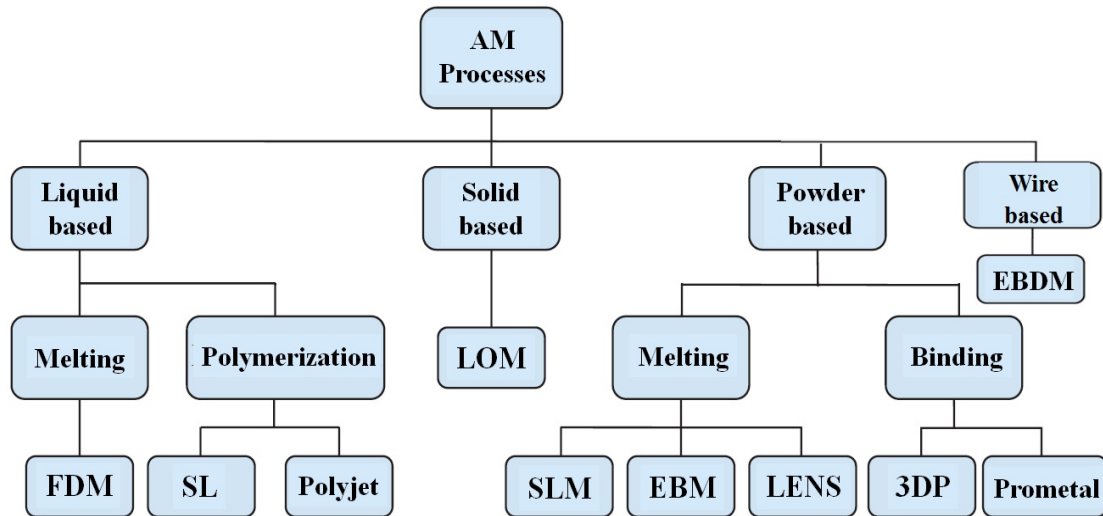 AM
Processes
Liquid
based
Solid
based
Powder
based
Wire
based
EBDM
Melting
Polymerization
LOM
Melting
Binding
FDM
SL
Polyjet
SLM
EBM
LENS
3DP
Prometal